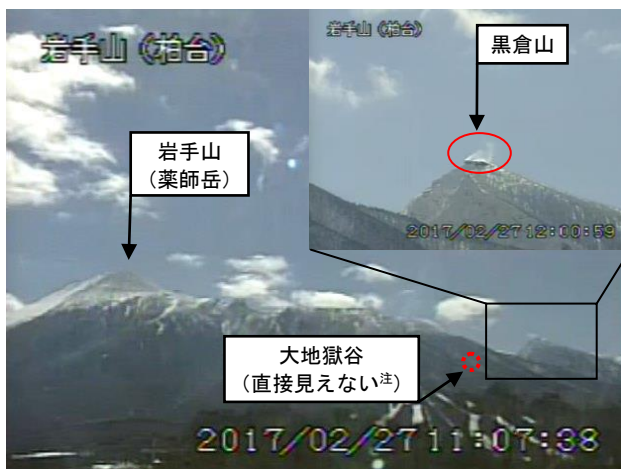 岩手山（柏台）
岩手山（柏台）
黒倉山
2017/02/27 12:00:59
岩手山
（薬師岳）
大地獄谷
（直接見えない注）
2017/02/27 11:07:38